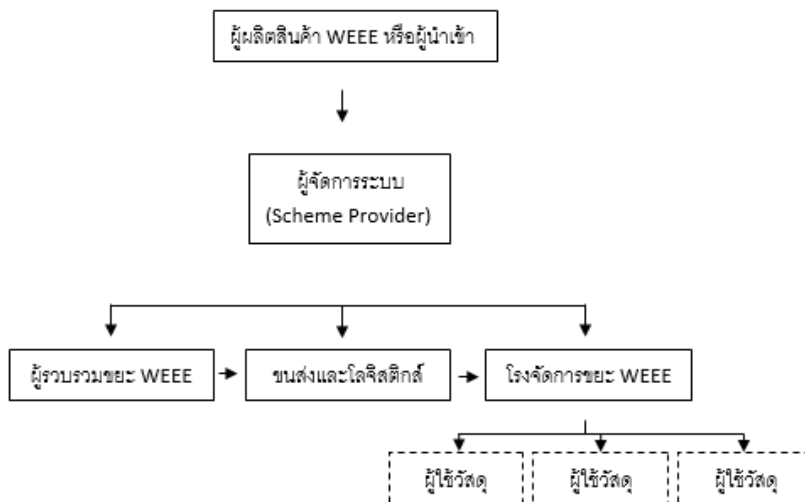 ผู้ผลิตสินค้า WEEE หรือผู้นำเข้า
ผู้จัดการระบบ
(Scheme Provider)
ผู้รวบรวมขยะ WEEE
ขนส่งและโลจิสติกส์
โรงจัดการขยะ WEEE
ผู้ใช้วัสดุ
ผู้ใช้วัสดุ
ผู้ใช้วัสดุ